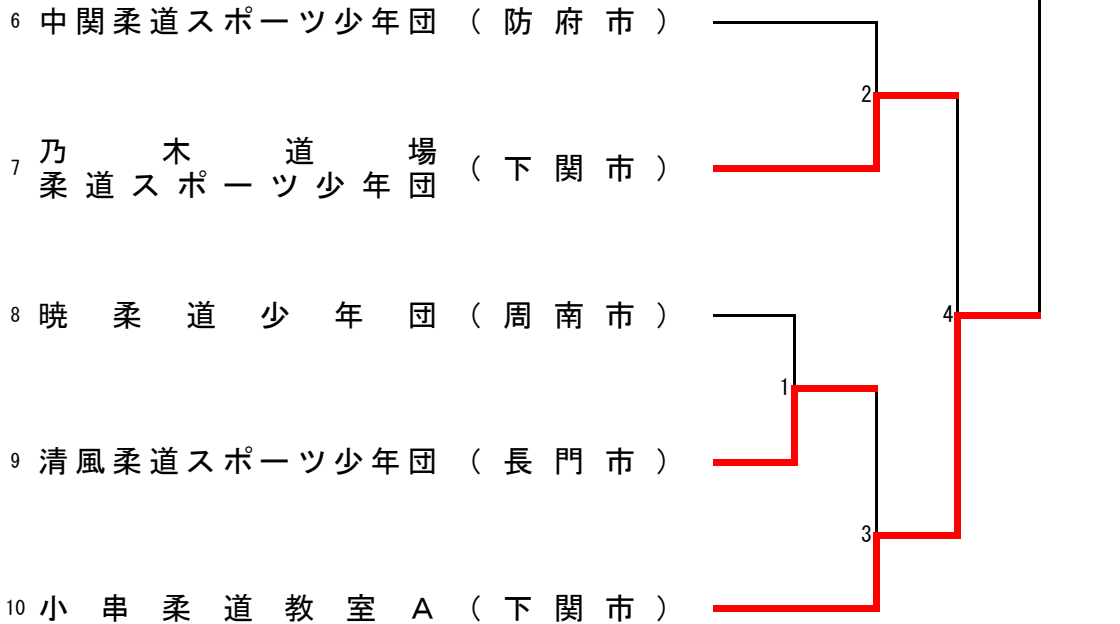 6 中関柔道スポーツ少年団 (防府市)
2
乃木道場
7 柔道スポーツ少年団 (下関市)
8 暁柔道少年団 (周南市)
4
1
9 清風柔道スポーツ少年団 (長門市)
3
10 小串柔道教室A (下関市)